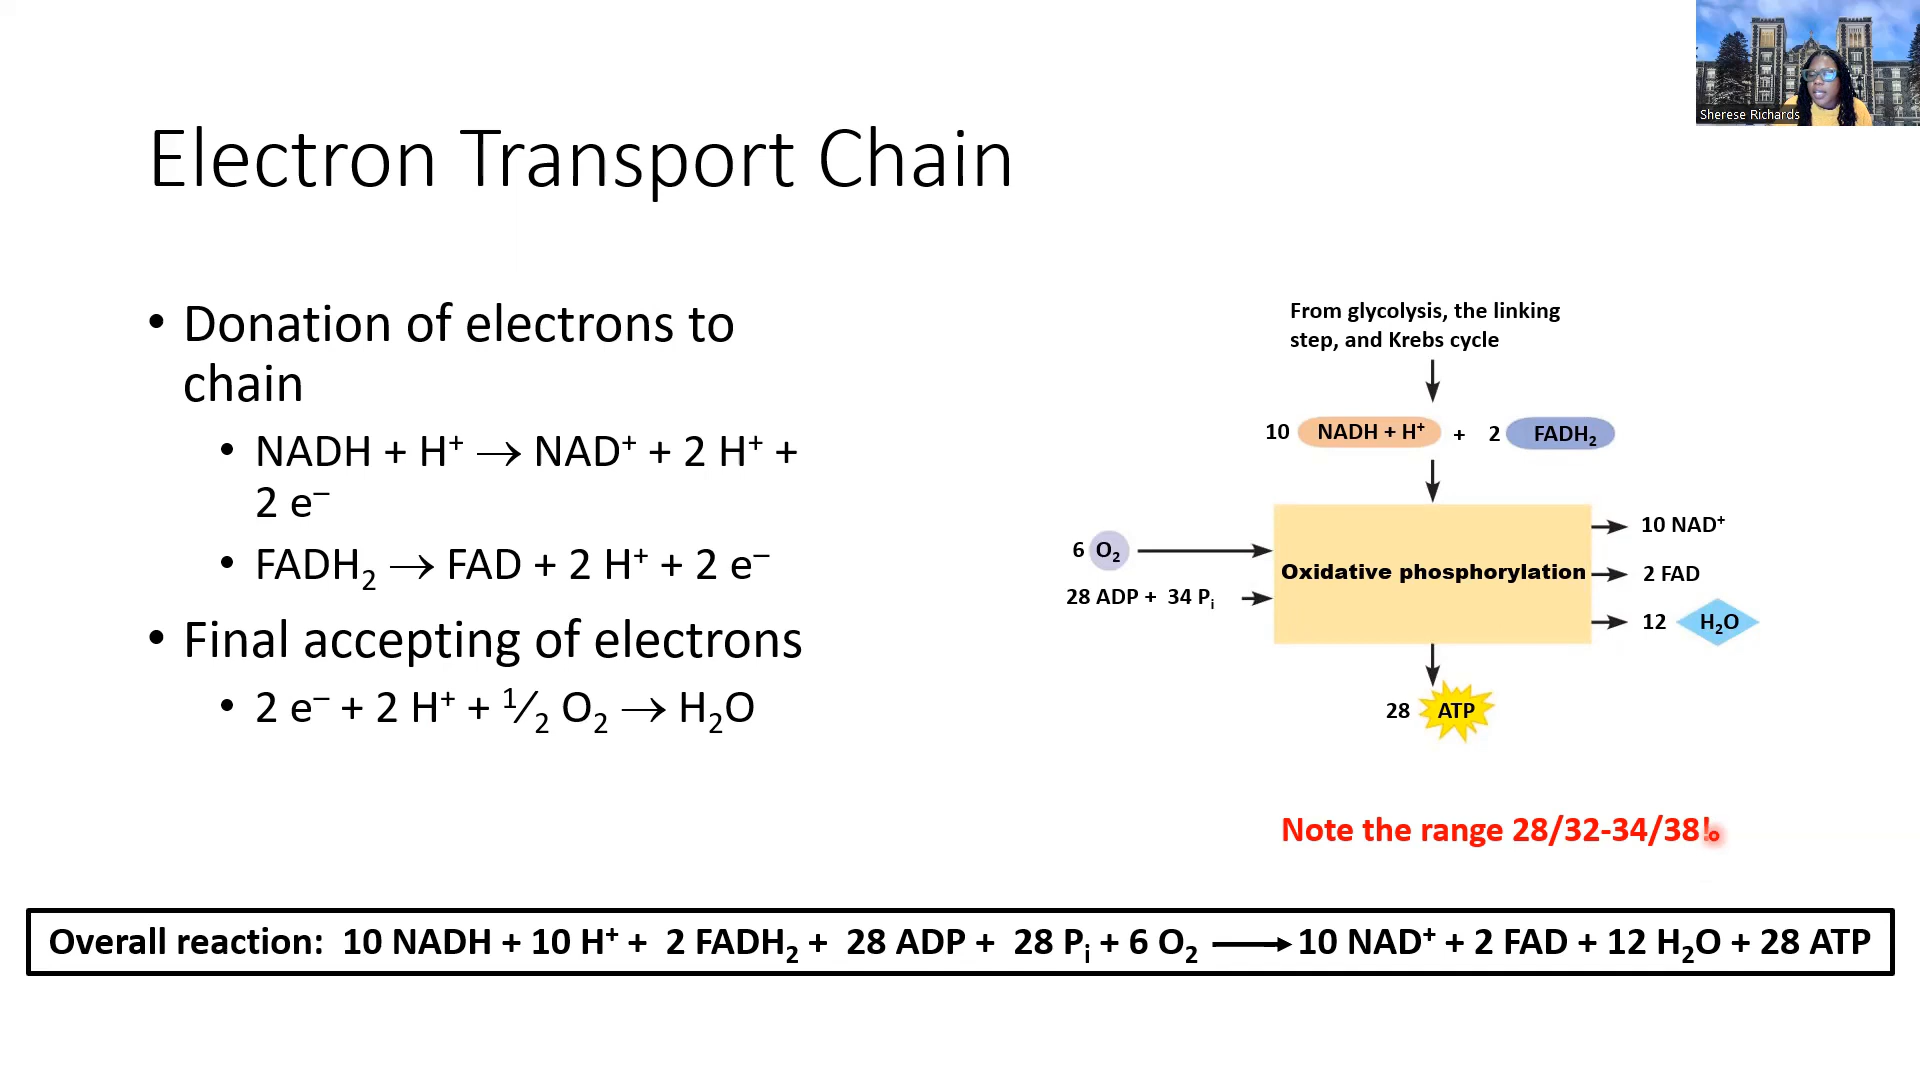 Sherese Richards
Electron Transport Chain
• Donation of electrons to
chain
• NADH + H⁺ → NAD⁺ + 2 H⁺ +
2 e⁻
• FADH₂ → FAD + 2 H⁺ + 2 e⁻
• Final accepting of electrons
• 2 e⁻ + 2 H⁺ + ½ O₂ → H₂O
From glycolysis, the linking
step, and Krebs cycle
10 NADH + H⁺ + 2 FADH₂
6 O₂
28 ADP + 34 Pᵢ
Oxidative phosphorylation
10 NAD⁺
2 FAD
12 H₂O
28 ATP
Note the range 28/32-34/38!
Overall reaction: 10 NADH + 10 H⁺ + 2 FADH₂ + 28 ADP + 28 Pᵢ + 6 O₂ → 10 NAD⁺ + 2 FAD + 12 H₂O + 28 ATP